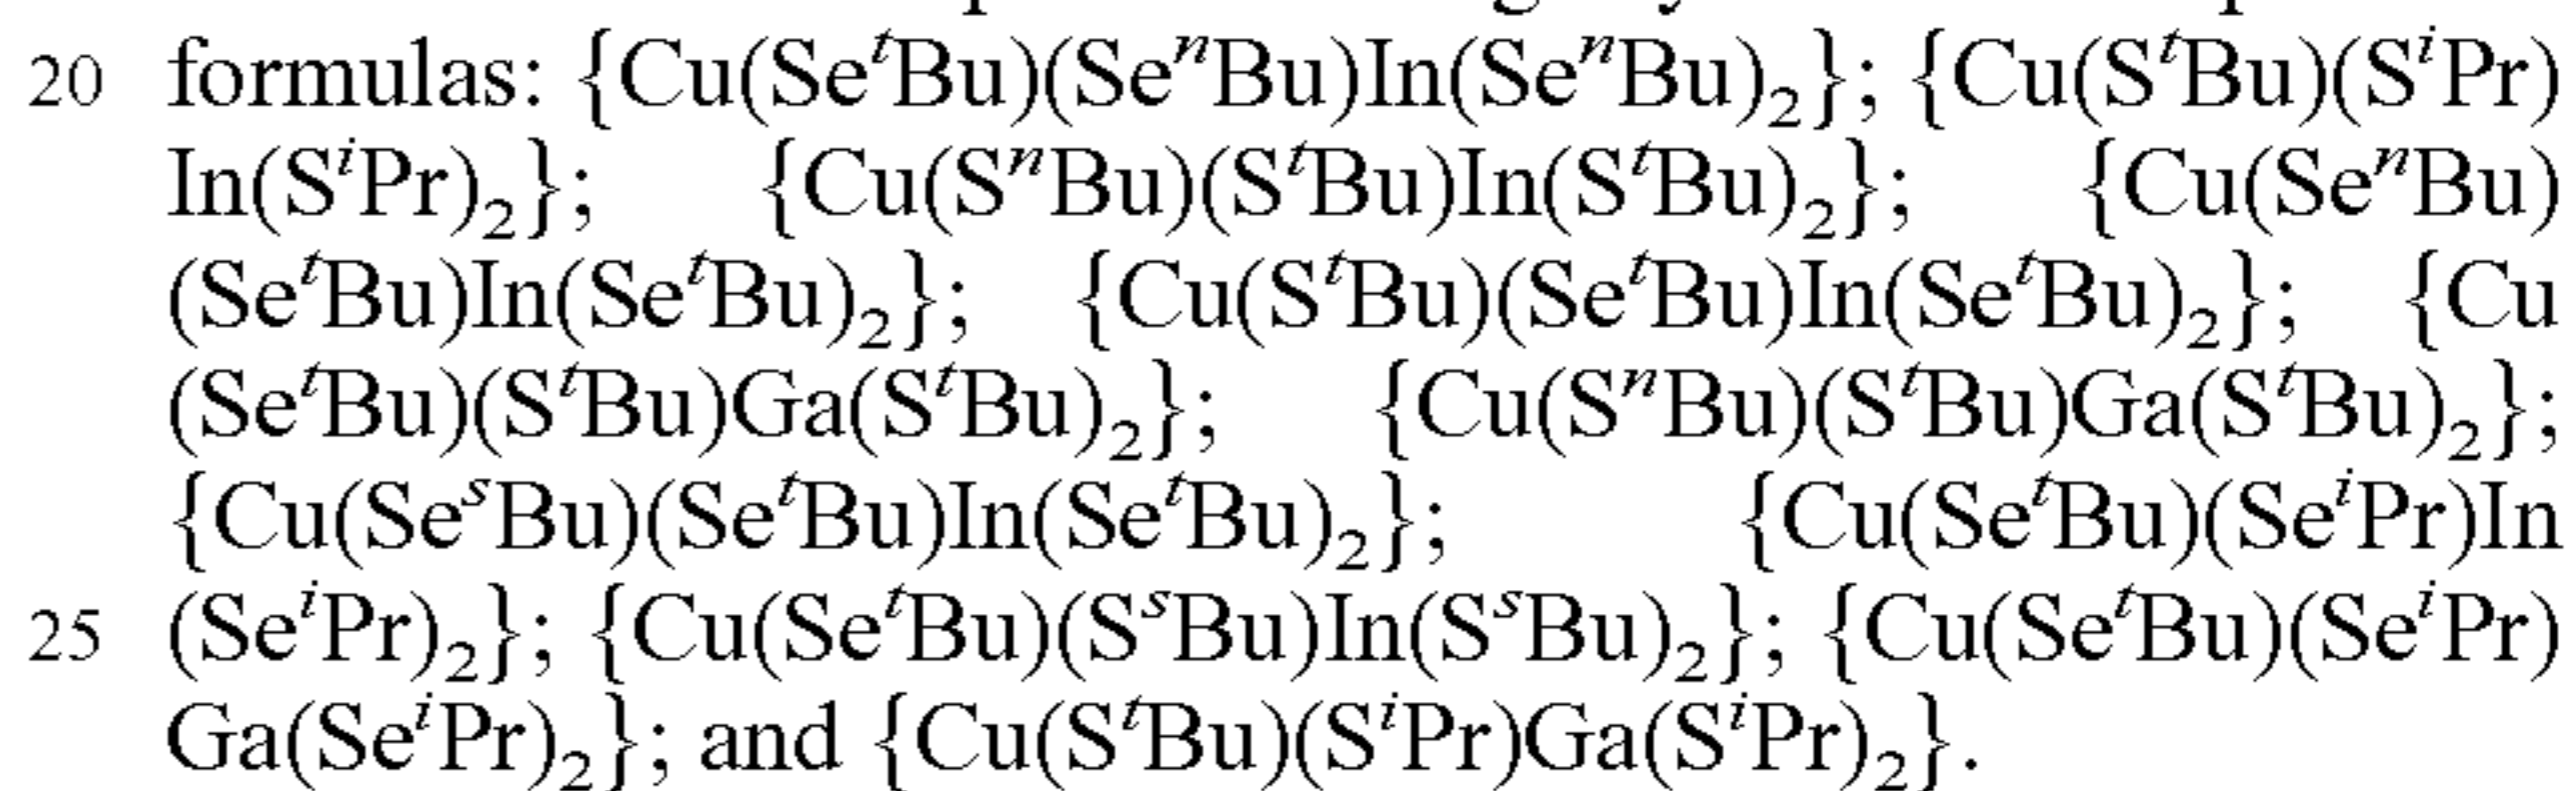 20 formulas: {Cu(SeᵗBu)(SeⁿBu)In(SeⁿBu)₂}; {Cu(SᵗBu)(SⁱPr)
In(SⁱPr)₂}; {Cu(SⁿBu)(SᵗBu)In(SᵗBu)₂}; {Cu(SeⁿBu)
(SeᵗBu)In(SeᵗBu)₂}; {Cu(SᵗBu)(SeᵗBu)In(SeᵗBu)₂}; {Cu
(SeᵗBu)(SᵗBu)Ga(SᵗBu)₂}; {Cu(SⁿBu)(SᵗBu)Ga(SᵗBu)₂};
{Cu(SeˢBu)(SeᵗBu)In(SeᵗBu)₂}; {Cu(SeᵗBu)(SeⁱPr)In
25 (SeⁱPr)₂}; {Cu(SeᵗBu)(SˢBu)In(SˢBu)₂}; {Cu(SeᵗBu)(SeⁱPr)
Ga(SeⁱPr)₂}; and {Cu(SᵗBu)(SⁱPr)Ga(SⁱPr)₂}.